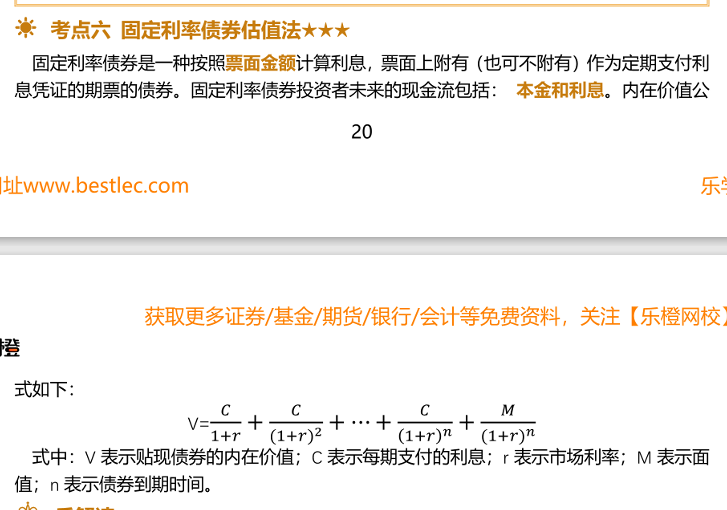 考点六 固定利率债券估值法★★★
固定利率债券是一种按照票面金额计算利息，票面上附有（也可不附有）作为定期支付利
息凭证的期票的债券。固定利率债券投资者未来的现金流包括： 本金和利息。内在价值公
20
址www.bestlec.com
乐学
获取更多证券/基金/期货/银行/会计等免费资料，关注【乐橙网校】
橙
式如下：
V=C/(1+r) + C/(1+r)^2 + ⋯ + C/(1+r)^n + M/(1+r)^n
式中：V 表示贴现债券的内在价值；C 表示每期支付的利息；r 表示市场利率；M 表示面
值；n 表示债券到期时间。